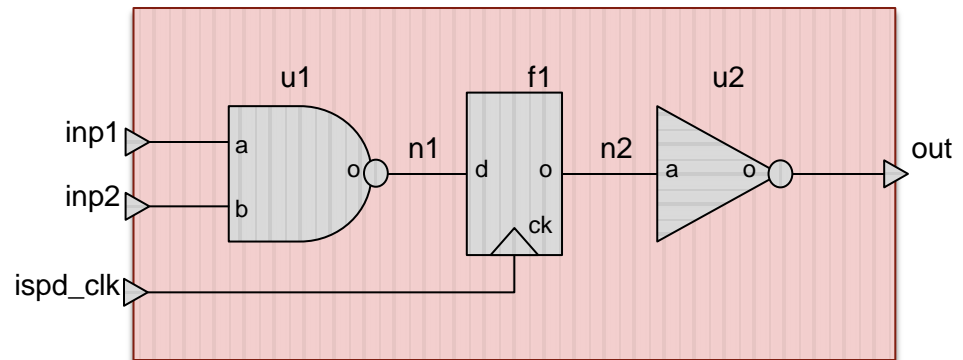 u1
f1
u2
inp1
a
o
n1
d
o
n2
a
o
out
inp2
b
ck
ispd_clk